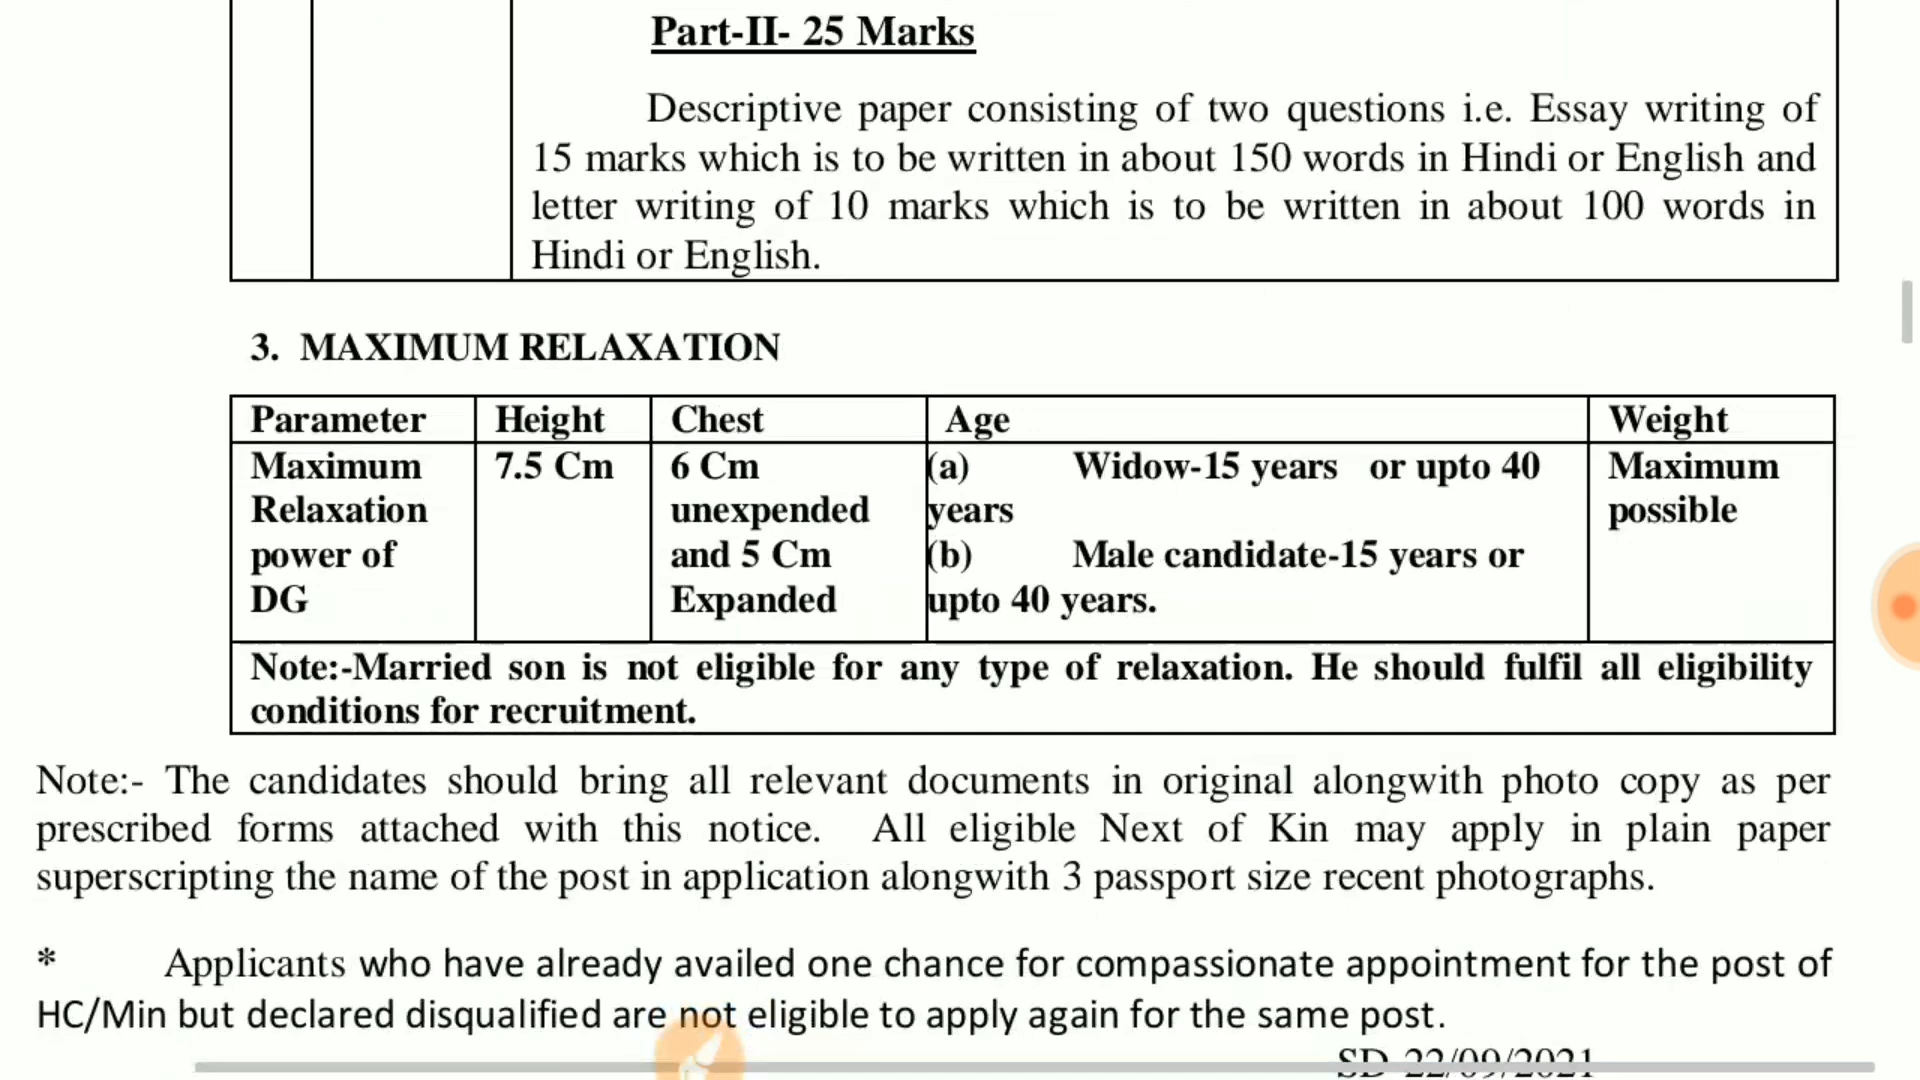 Part-II- 25 Marks
Descriptive paper consisting of two questions i.e. Essay writing of
15 marks which is to be written in about 150 words in Hindi or English and
letter writing of 10 marks which is to be written in about 100 words in
Hindi or English.
3. MAXIMUM RELAXATION
Parameter Height Chest Age Weight
Maximum 7.5 Cm 6 Cm (a) Widow-15 years or upto 40 Maximum
Relaxation unexpended years possible
power of and 5 Cm (b) Male candidate-15 years or
DG Expanded upto 40 years.
Note:-Married son is not eligible for any type of relaxation. He should fulfil all eligibility
conditions for recruitment.
Note:- The candidates should bring all relevant documents in original alongwith photo copy as per
prescribed forms attached with this notice. All eligible Next of Kin may apply in plain paper
superscripting the name of the post in application alongwith 3 passport size recent photographs.
* Applicants who have already availed one chance for compassionate appointment for the post of
HC/Min but declared disqualified are not eligible to apply again for the same post.
SD 22/09/2021